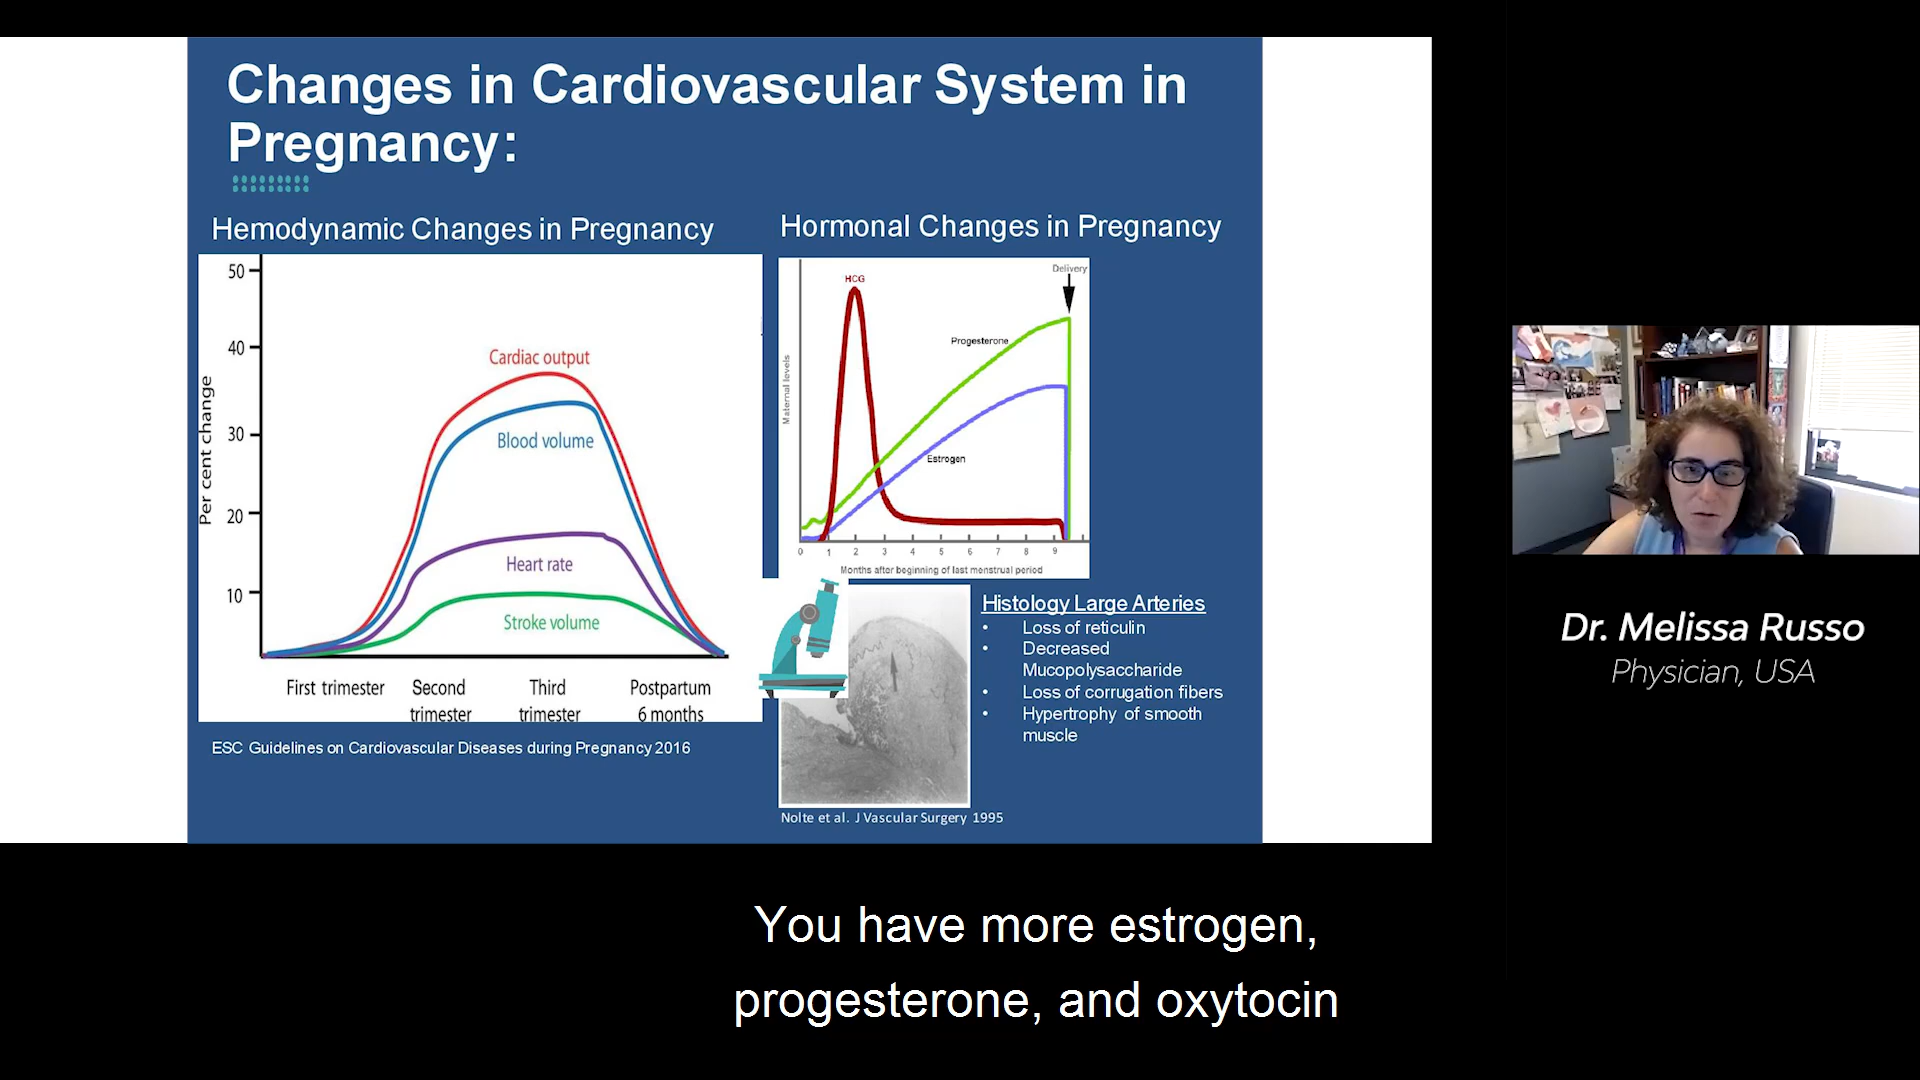 Changes in Cardiovascular System in
Pregnancy:
Hemodynamic Changes in Pregnancy
50
40
30
20
10
Per cent change
Cardiac output
Blood volume
Heart rate
Stroke volume
First trimester
Second
trimester
Third
trimester
Postpartum
6 months
ESC Guidelines on Cardiovascular Diseases during Pregnancy 2016
Hormonal Changes in Pregnancy
HCG
Delivery
Progesterone
Estrogen
Maternal levels
0 1 2 3 4 5 6 7 8 9
Months after beginning of last menstrual period
Histology Large Arteries
• Loss of reticulin
• Decreased
Mucopolysaccharide
• Loss of corrugation fibers
• Hypertrophy of smooth
muscle
Nolte et al. J Vascular Surgery 1995
Dr. Melissa Russo
Physician, USA
You have more estrogen,
progesterone, and oxytocin